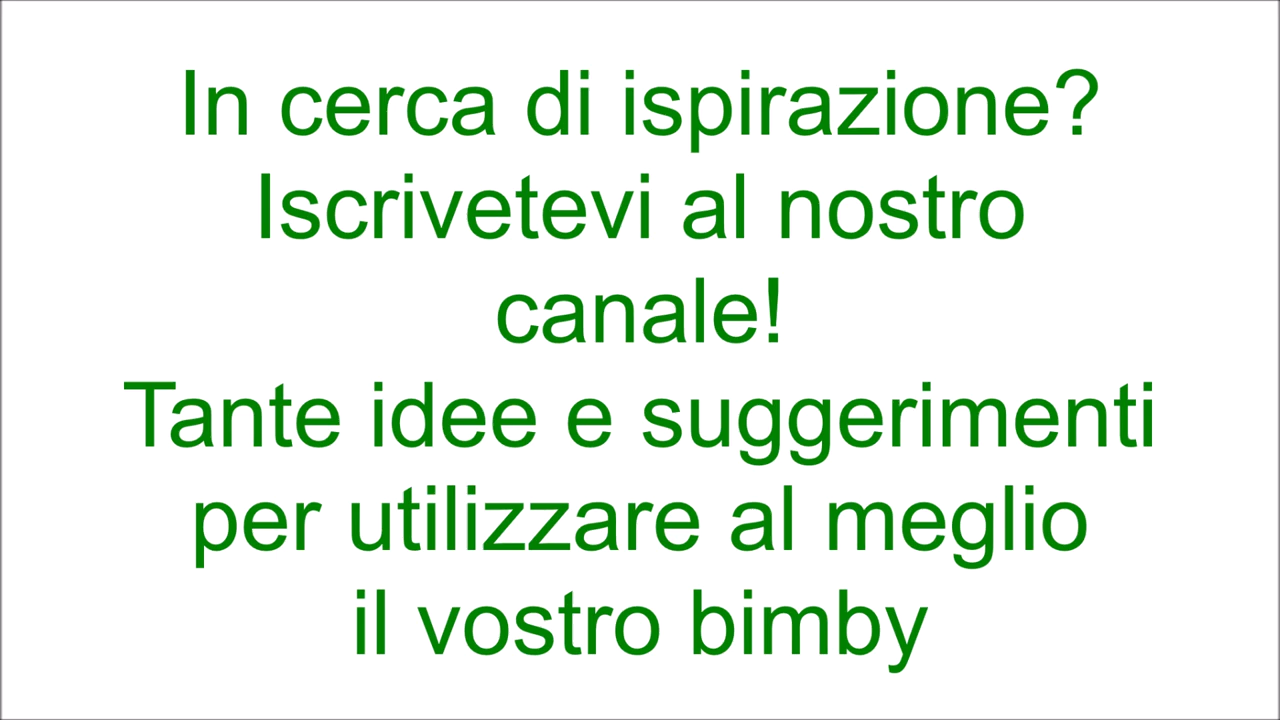 In cerca di ispirazione?
Iscrivetevi al nostro
canale!
Tante idee e suggerimenti
per utilizzare al meglio
il vostro bimby